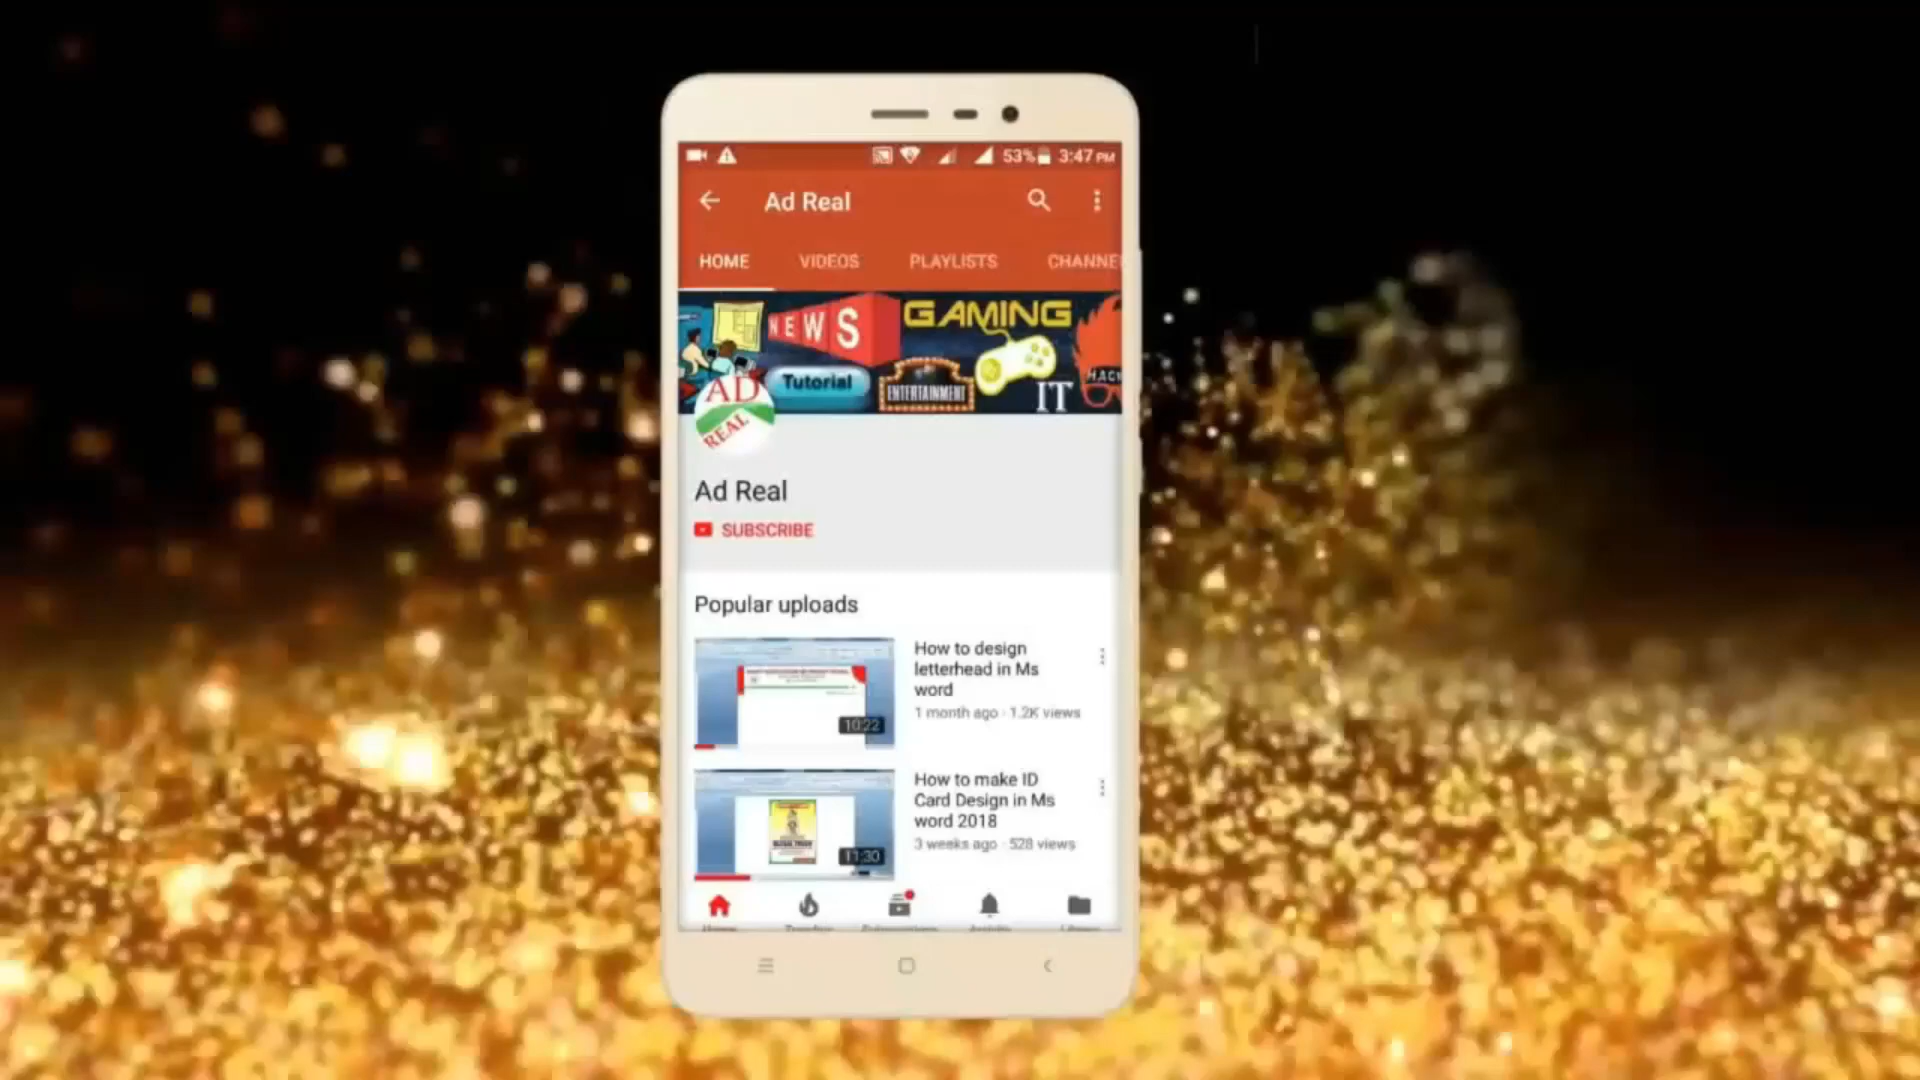 53% 3:47 PM
Ad Real
HOME VIDEOS PLAYLISTS CHANNE
NEWS GAMING
Tutorial ENTERTAINMENT IT HACK
AD
REAL
Ad Real
SUBSCRIBE
Popular uploads
How to design
letterhead in Ms
word
1 month ago · 1.2K views
10:22
How to make ID
Card Design in Ms
word 2018
3 weeks ago · 528 views
11:30